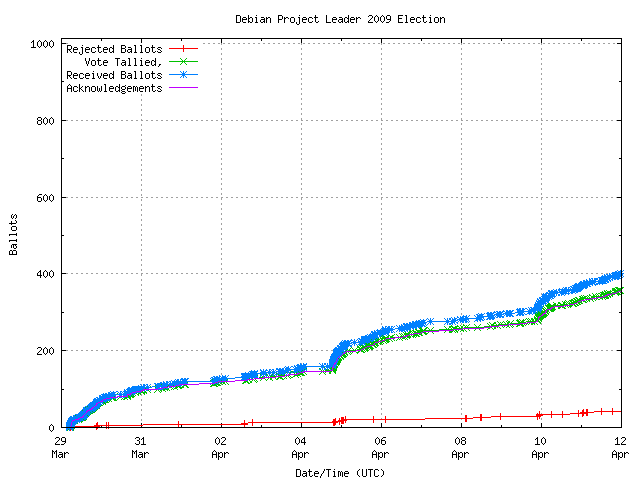 Debian Project Leader 2009 Election
Rejected Ballots
Vote Tallied,
Received Ballots
Acknowledgements
1000
800
600
400
200
0
Ballots
29 31 02 04 06 08 10 12
Mar Mar Apr Apr Apr Apr Apr Apr
Date/Time (UTC)